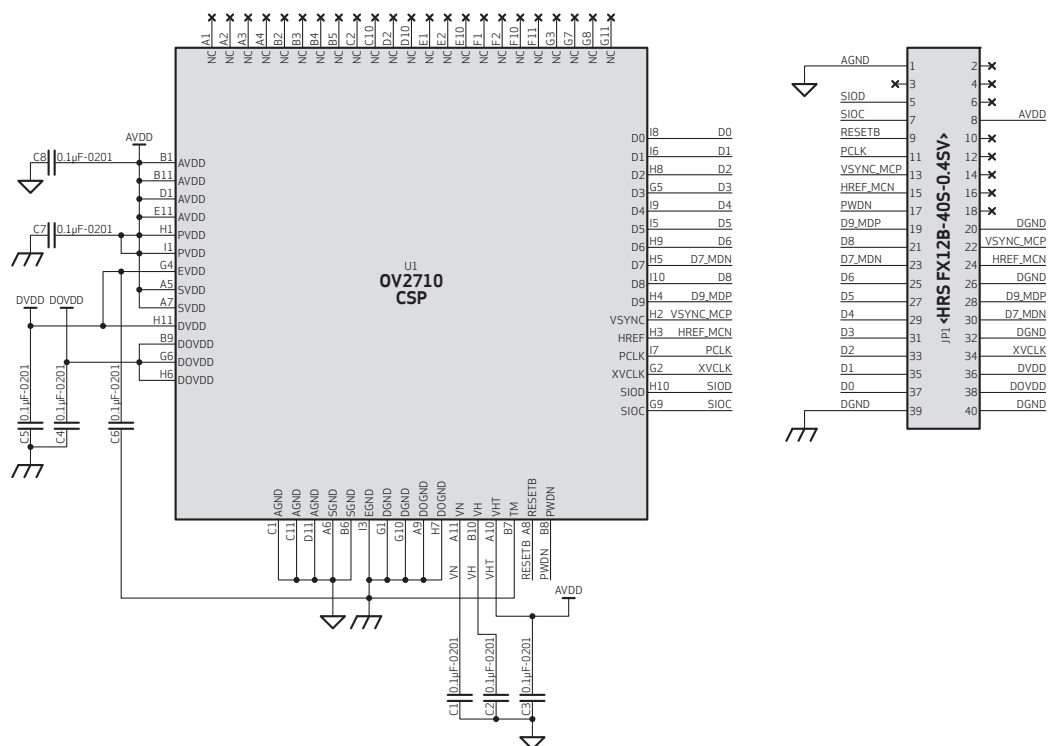 A1 A2 A3 A4 B2 B3 B4 B5 C2 C10 D2 D10 E1 E2 E10 F1 F2 F10 F11 G3 G7 G8 G11
NC NC NC NC NC NC NC NC NC NC NC NC NC NC NC NC NC NC NC NC NC NC NC
AVDD
C8 0.1µF-0201
C7 0.1µF-0201
DVDD DOVDD
B1 AVDD
B11 AVDD
D1 AVDD
E11 AVDD
H1 PVDD
I1 PVDD
G4 EVDD
A5 SVDD
A7 SVDD
H11 DVDD
B9 DOVDD
G6 DOVDD
H6 DOVDD
C5 0.1µF-0201
C4 0.1µF-0201
C6 0.1µF-0201
U1
OV2710
CSP
D0 I8 D0
D1 I6 D1
D2 H8 D2
D3 G5 D3
D4 I9 D4
D5 I5 D5
D6 H9 D6
D7 H5 D7_MDN
D8 I10 D8
D9 H4 D9_MDP
VSYNC H2 VSYNC_MCP
HREF H3 HREF_MCN
PCLK I7 PCLK
XVCLK G2 XVCLK
SIOD H10 SIOD
SIOC G9 SIOC
AGND AGND AGND SGND SGND EGND DGND DGND DOGND DOGND VN VH VHT TM RESETB PWDN
C1 C11 D11 A6 B6 I3 G1 G10 A9 H7 A11 B10 A10 B7 A8 B8
VN VH VHT RESETB PWDN
AVDD
C1 0.1µF-0201
C2 0.1µF-0201
C3 0.1µF-0201
AGND 1 2
3 4
SIOD 5 6
SIOC 7 8 AVDD
RESETB 9 10
PCLK 11 12
VSYNC_MCP 13 14
HREF_MCN 15 16
PWDN 17 18
D9_MDP 19 20 DGND
D8 21 22 VSYNC_MCP
D7_MDN 23 24 HREF_MCN
D6 25 26 DGND
D5 27 28 D9_MDP
D4 29 30 D7_MDN
D3 31 32 DGND
D2 33 34 XVCLK
D1 35 36 DVDD
D0 37 38 DOVDD
DGND 39 40 DGND
JP1 <HRS FX12B-40S-0.4SV>